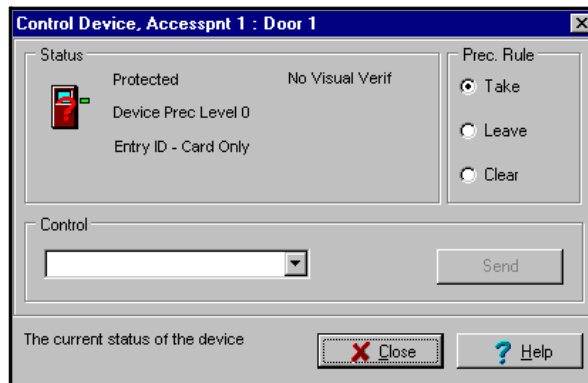 Control Device, Accesspnt 1 : Door 1
Status
Protected No Visual Verif
Device Prec Level 0
Entry ID - Card Only
Prec. Rule
Take
Leave
Clear
Control
Send
The current status of the device
Close
Help